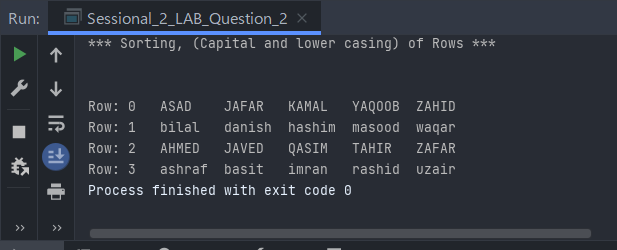 Run: Sessional_2_LAB_Question_2 ×
*** Sorting, (Capital and lower casing) of Rows ***
Row: 0 ASAD JAFAR KAMAL YAQOOB ZAHID
Row: 1 bilal danish hashim masood waqar
Row: 2 AHMED JAVED QASIM TAHIR ZAFAR
Row: 3 ashraf basit imran rashid uzair
Process finished with exit code 0